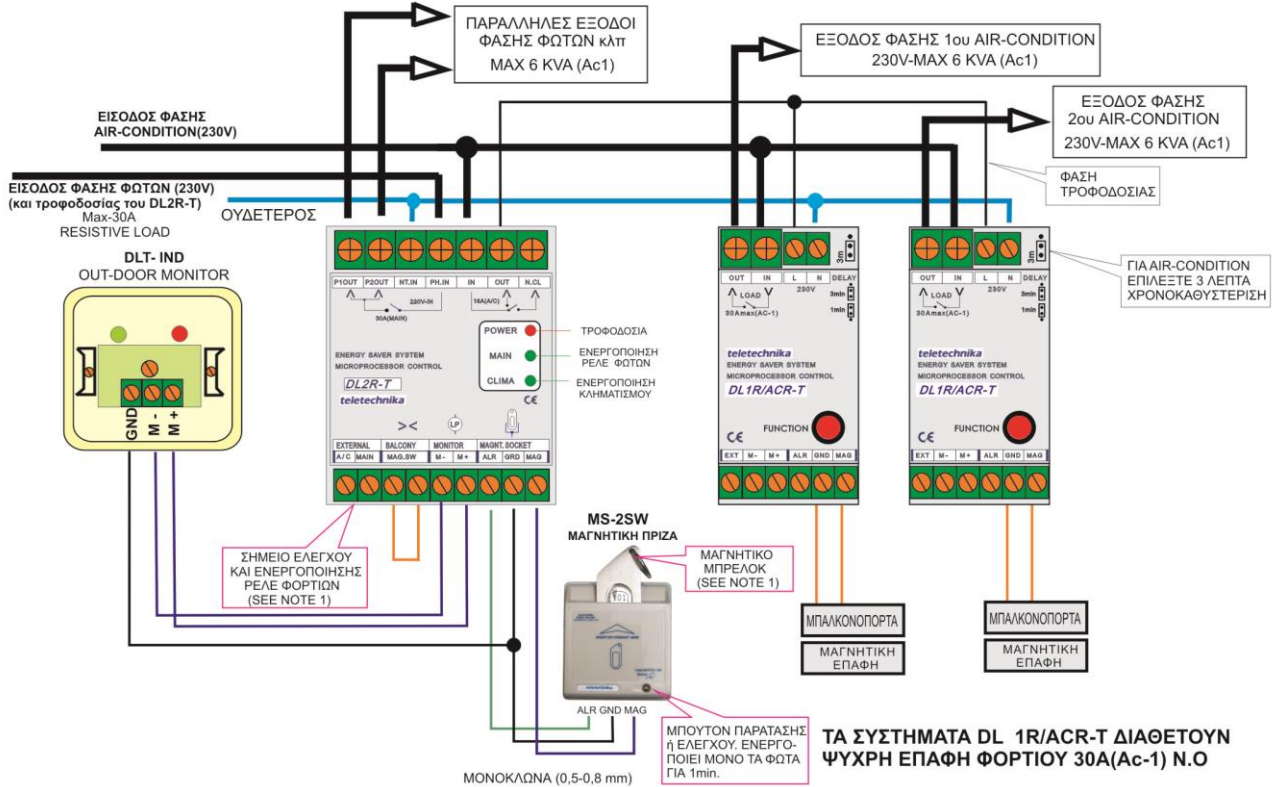 ΠΑΡΑΛΛΗΛΕΣ ΕΞΟΔΟΙ
ΦΑΣΗΣ ΦΩΤΩΝ κλπ
MAX 6 KVA (Ac1)
ΕΞΟΔΟΣ ΦΑΣΗΣ 1ου AIR-CONDITION
230V-MAX 6 KVA (Ac1)
ΕΞΟΔΟΣ ΦΑΣΗΣ
2ου AIR-CONDITION
230V-MAX 6 KVA (Ac1)
ΕΙΣΟΔΟΣ ΦΑΣΗΣ
AIR-CONDITION(230V)
ΦΑΣΗ
ΤΡΟΦΟΔΟΣΙΑΣ
ΕΙΣΟΔΟΣ ΦΑΣΗΣ ΦΩΤΩΝ (230V)
(και τροφοδοσίας του DL2R-T)
Max-30A
RESISTIVE LOAD
ΟΥΔΕΤΕΡΟΣ
DLT- IND
OUT-DOOR MONITOR
GND
M -
M +
P1OUT P2OUT NT.IN PH.IN IN OUT N.CL
220V-IN
30A(MAIN)
16A(A/C)
POWER
MAIN
CLIMA
ENERGY SAVER SYSTEM
MICROPROCESSOR CONTROL
DL2R-T
teletechnika
CE
> <
LP
EXTERNAL BALCONY MONITOR MAGNT. SOCKET
A/C MAIN MAG.SW M - M+ ALR GRD MAG
ΤΡΟΦΟΔΟΣΙΑ
ΕΝΕΡΓΟΠΟΙΗΣΗ
ΡΕΛΕ ΦΩΤΩΝ
ΕΝΕΡΓΟΠΟΙΗΣΗ
ΚΛΗΜΑΤΙΣΜΟΥ
3m
OUT IN L N DELAY
LOAD
230V
3min
30Amax(AC-1)
1min
teletechnika
ENERGY SAVER SYSTEM
MICROPROCESSOR CONTROL
DL1R/ACR-T
FUNCTION
CE
EXT M- M+ ALR GND MAG
3m
OUT IN L N DELAY
LOAD
230V
3min
30Amax(AC-1)
1min
teletechnika
ENERGY SAVER SYSTEM
MICROPROCESSOR CONTROL
DL1R/ACR-T
FUNCTION
CE
EXT M- M+ ALR GND MAG
ΓΙΑ AIR-CONDITION
ΕΠΙΛΕΞΤΕ 3 ΛΕΠΤΑ
ΧΡΟΝΟΚΑΘΥΣΤΕΡΙΣΗ
ΣΗΜΕΙΟ ΕΛΕΓΧΟΥ
ΚΑΙ ΕΝΕΡΓΟΠΟΙΗΣΗΣ
ΡΕΛΕ ΦΟΡΤΙΩΝ
(SEE NOTE 1)
MS-2SW
ΜΑΓΝΗΤΙΚΗ ΠΡΙΖΑ
ΜΑΓΝΗΤΙΚΟ
ΜΠΡΕΛΟΚ
(SEE NOTE 1)
ALR GND MAG
ΜΠΑΛΚΟΝΟΠΟΡΤΑ
ΜΑΓΝΗΤΙΚΗ
ΕΠΑΦΗ
ΜΠΑΛΚΟΝΟΠΟΡΤΑ
ΜΑΓΝΗΤΙΚΗ
ΕΠΑΦΗ
ΜΠΟΥΤΟΝ ΠΑΡΑΤΑΣΗΣ
ή ΕΛΕΓΧΟΥ. ΕΝΕΡΓΟ-
ΠΟΙΕΙ ΜΟΝΟ ΤΑ ΦΩΤΑ
ΓΙΑ 1min.
ΜΟΝΟΚΛΩΝΑ (0,5-0,8 mm)
ΤΑ ΣΥΣΤΗΜΑΤΑ DL 1R/ACR-T ΔΙΑΘΕΤΟΥΝ
ΨΥΧΡΗ ΕΠΑΦΗ ΦΟΡΤΙΟΥ 30A(Ac-1) N.O